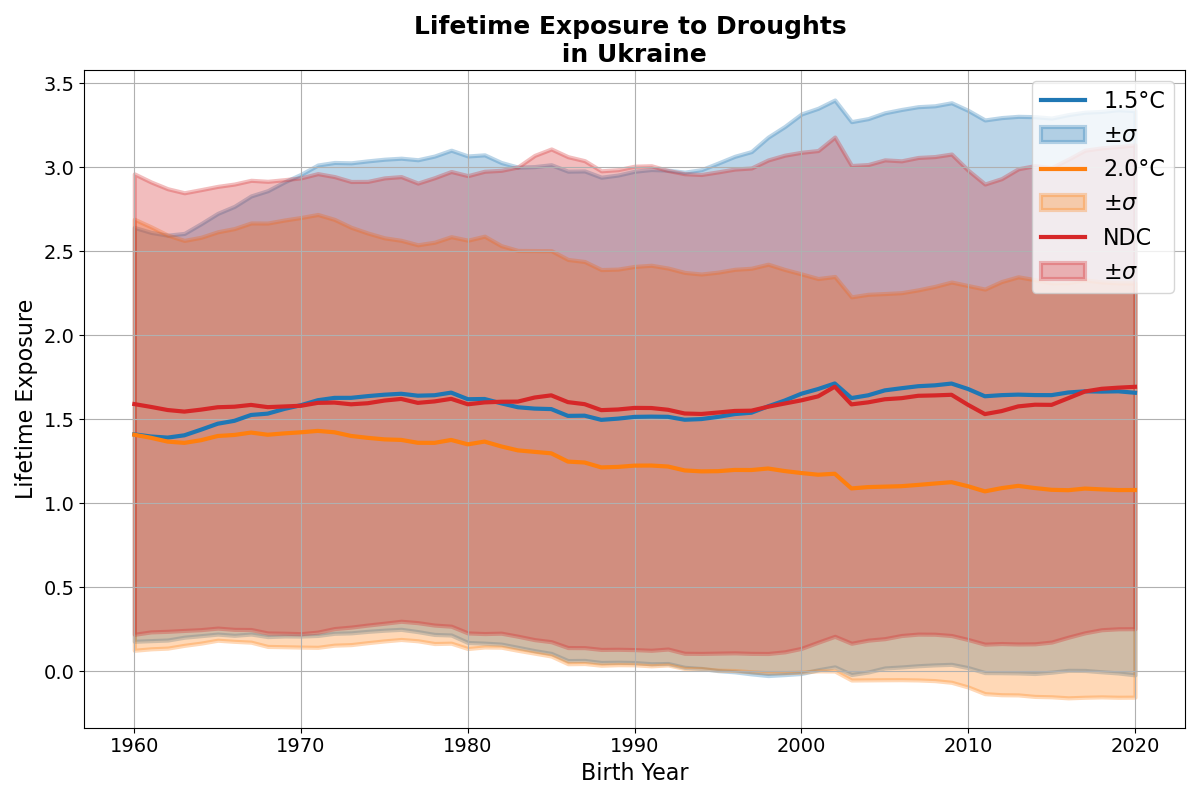 Lifetime Exposure to Droughts
in Ukraine
3.5
3.0
2.5
2.0
1.5
1.0
0.5
0.0
Lifetime Exposure
1.5°C
±σ
2.0°C
±σ
NDC
±σ
1960
1970
1980
1990
2000
2010
2020
Birth Year